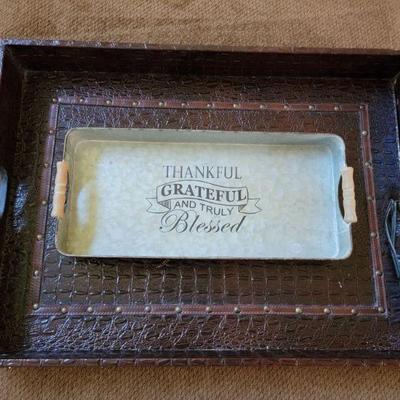 THANKFUL
GRATEFUL
AND TRULY
Blessed